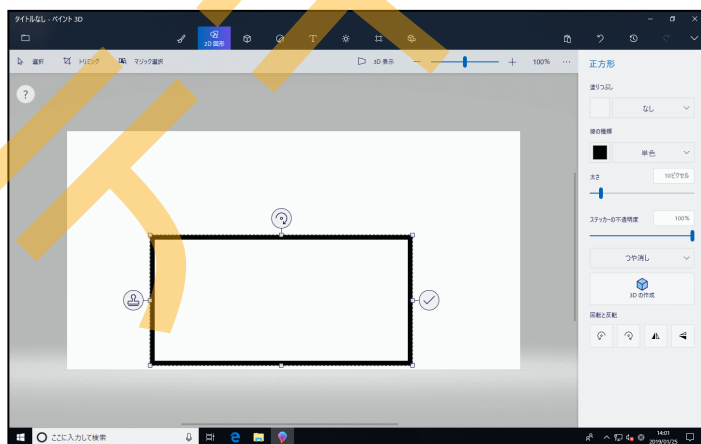 タイトルなし - ペイント 3D
2D 図形
選択 トリミング マジック選択 3D 表示 100%
正方形
塗りつぶし
なし
線の種類
単色
太さ 10ピクセル
ステッカーの不透明度 100%
つや消し
3D の作成
回転と反転
ここに入力して検索
14:01
2019/01/25